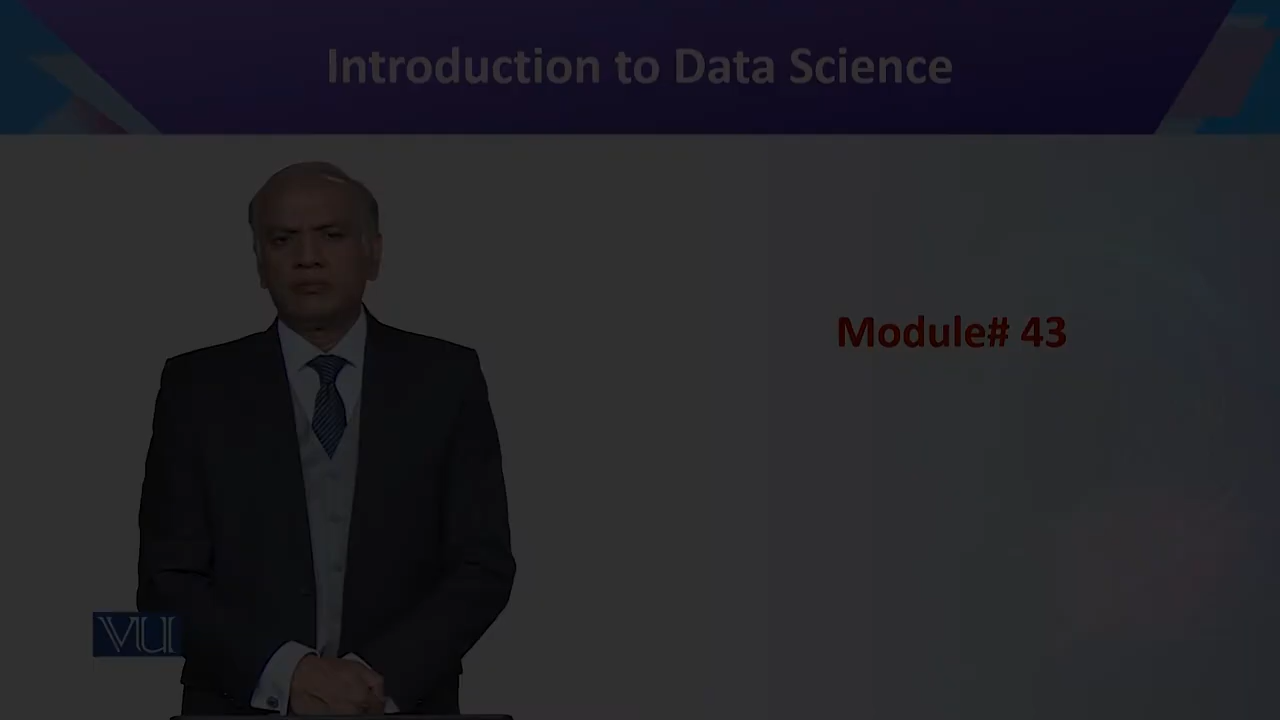 Introduction to Data Science
Module# 43
VU